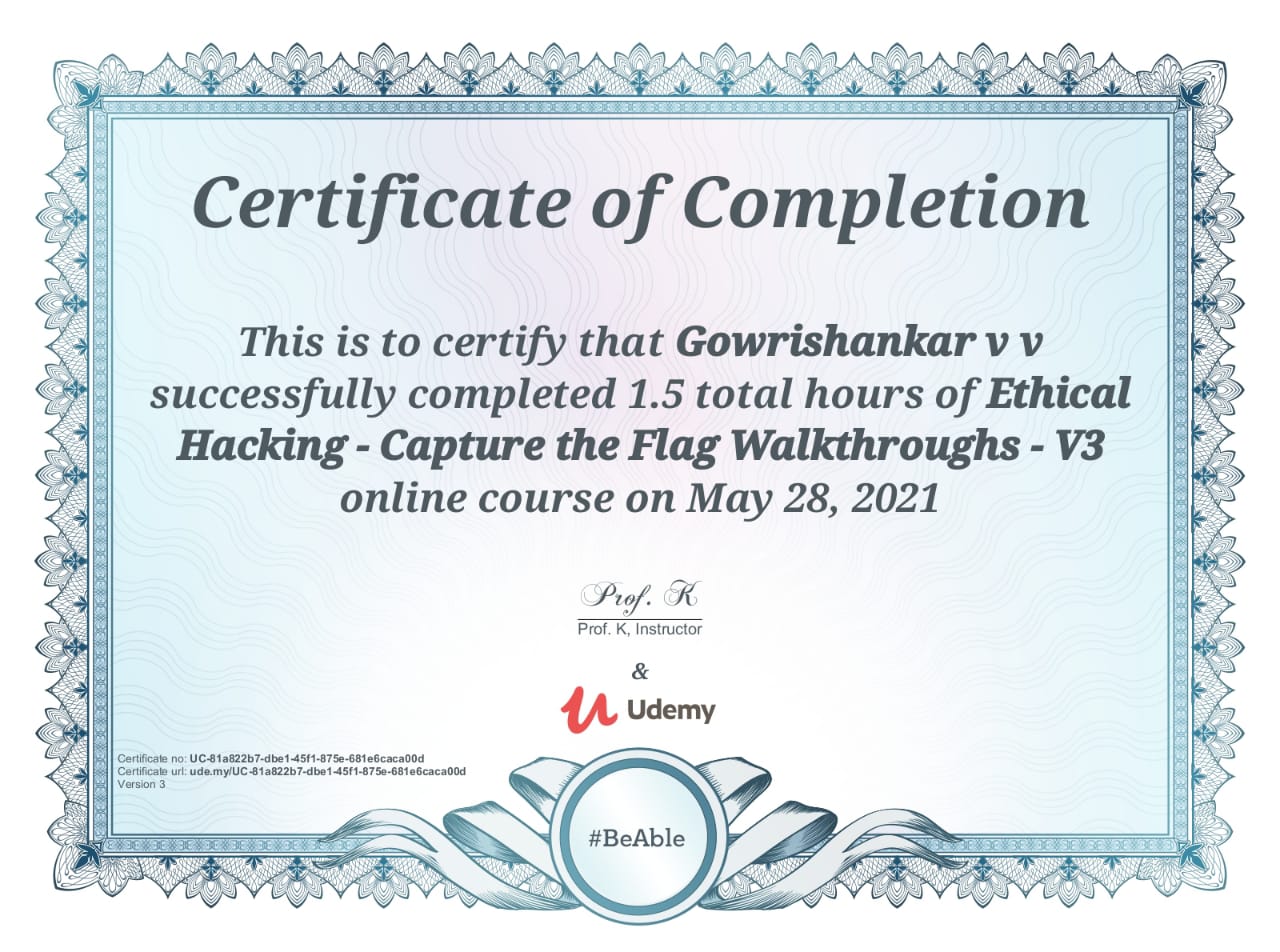 Certificate of Completion
This is to certify that Gowrishankar v v
successfully completed 1.5 total hours of Ethical
Hacking - Capture the Flag Walkthroughs - V3
online course on May 28, 2021
Prof. K
Prof. K, Instructor
&
Udemy
Certificate no: UC-81a822b7-dbe1-45f1-875e-681e6caca00d
Certificate url: ude.my/UC-81a822b7-dbe1-45f1-875e-681e6caca00d
Version 3
#BeAble